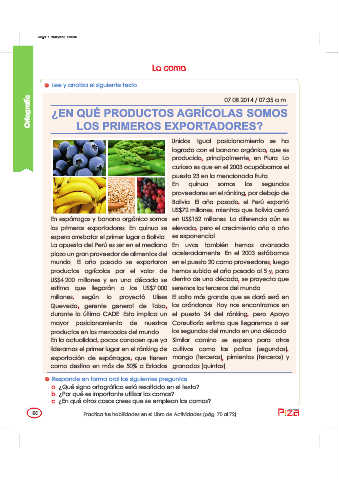 La coma
Lee y analiza el siguiente texto
Ortografía
07 08 2014 / 07:35 a m
¿EN QUÉ PRODUCTOS AGRÍCOLAS SOMOS
LOS PRIMEROS EXPORTADORES?
En espárragos y banano orgánico somos
los primeros exportadores En quinua se
espera arrebatar el primer lugar a Bolivia
La apuesta del Perú es ser en el mediano
plazo un gran proveedor de alimentos del
mundo El año pasado se exportaron
productos agrícolas por el valor de
US$4 200 millones y en una década se
estima que llegarán a los US$7 000
millones, según lo proyectó Ulises
Quevedo, gerente general de Tabo,
durante la última CADE Esto implica un
mayor posicionamiento de nuestros
productos en los mercados del mundo
En la actualidad, pocos conocen que ya
lideramos el primer lugar en el ránking de
exportación de espárragos, que tienen
como destino en más de 50% a Estados
Unidos Igual posicionamiento se ha
logrado con el banano orgánico, que es
producido, principalmente, en Piura Lo
curioso es que en el 2003 ocupábamos el
puesto 23 en la mencionada fruta
En quinua somos los segundos
proveedores en el ránking, por debajo de
Bolivia El año pasado, el Perú exportó
US$72 millones, mientras que Bolivia cerró
en US$152 millones La diferencia aún es
elevada, pero el crecimiento año a año
es exponencial
En uvas también hemos avanzado
aceleradamente En el 2003 estábamos
en el puesto 20 como proveedores, luego
hemos subido el año pasado al 5 y, para
dentro de una década, se proyecta que
seremos los terceros del mundo
El salto más grande que se dará será en
los arándanos Hoy nos encontramos en
el puesto 34 del ránking, pero Apoyo
Consultoría estima que llegaremos a ser
los segundos del mundo en una década
Similar camino se espera para otros
cultivos como las paltas (segundas),
mango (terceros), pimientos (terceros) y
granadas (quintas)
Responde en forma oral las siguientes preguntas
a ¿Qué signo ortográfico está resaltado en el texto?
b ¿Por qué es importante utilizar las comas?
c ¿En qué otros casos crees que se emplean las comas?
Practica tus habilidades en el Libro de Actividades (pág. 70 al 72)